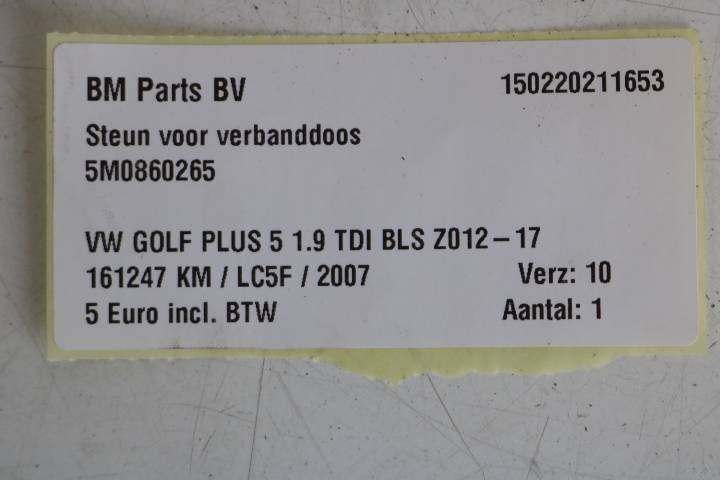 BM Parts BV 150220211653
Steun voor verbanddoos
5M0860265
VW GOLF PLUS 5 1.9 TDI BLS Z012-17
161247 KM / LC5F / 2007 Verz: 10
5 Euro incl. BTW Aantal: 1